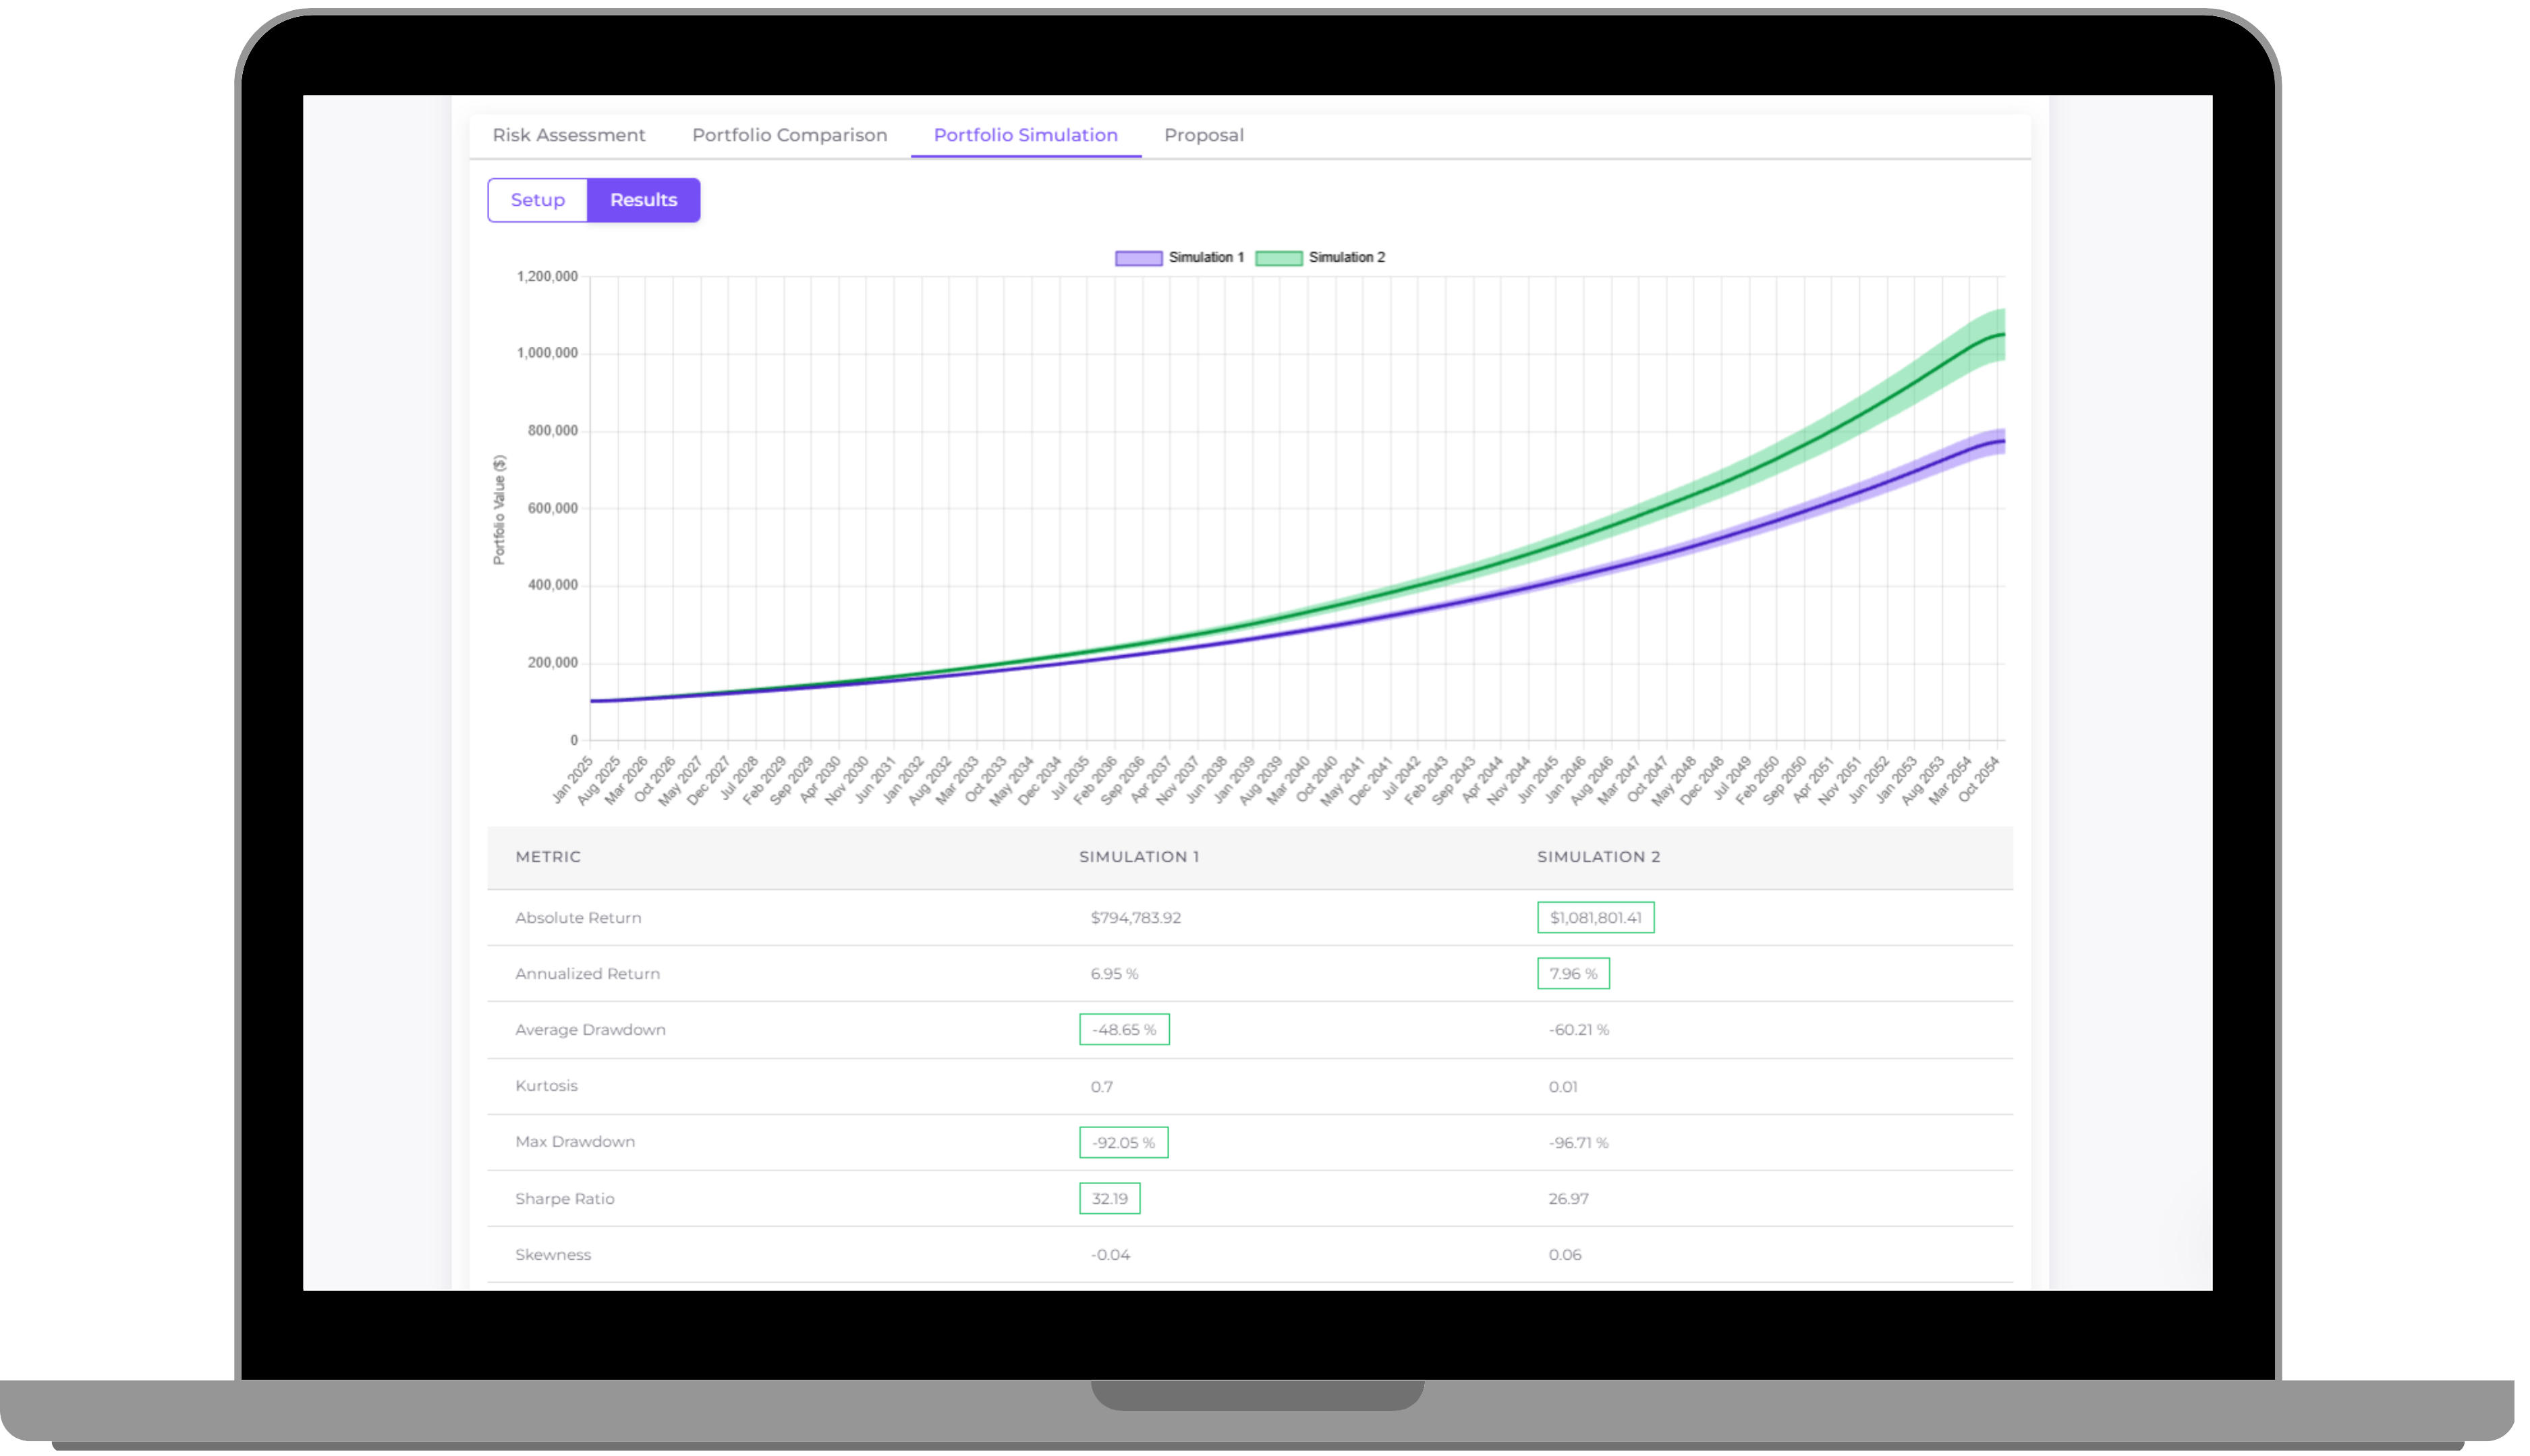 Risk Assessment Portfolio Comparison Portfolio Simulation Proposal
Setup Results
Simulation 1 Simulation 2
Portfolio Value ($)
1,200,000
1,000,000
800,000
600,000
400,000
200,000
0
Jan 2025 Aug 2025 Mar 2026 Oct 2026 May 2027 Dec 2027 Jul 2028 Feb 2029 Sep 2029 Apr 2030 Nov 2030 Jun 2031 Jan 2032 Aug 2032 Mar 2033 Oct 2033 May 2034 Dec 2034 Jul 2035 Feb 2036 Sep 2036 Apr 2037 Nov 2037 Jun 2038 Jan 2039 Aug 2039 Mar 2040 Oct 2040 May 2041 Dec 2041 Jul 2042 Feb 2043 Sep 2043 Apr 2044 Nov 2044 Jun 2045 Jan 2046 Aug 2046 Mar 2047 Oct 2047 May 2048 Dec 2048 Jul 2049 Feb 2050 Sep 2050 Apr 2051 Nov 2051 Jun 2052 Jan 2053 Aug 2053 Mar 2054 Oct 2054
METRIC SIMULATION 1 SIMULATION 2
Absolute Return $794,783.92 $1,081,801.41
Annualized Return 6.95 % 7.96 %
Average Drawdown -48.65 % -60.21 %
Kurtosis 0.7 0.01
Max Drawdown -92.05 % -96.71 %
Sharpe Ratio 32.19 26.97
Skewness -0.04 0.06